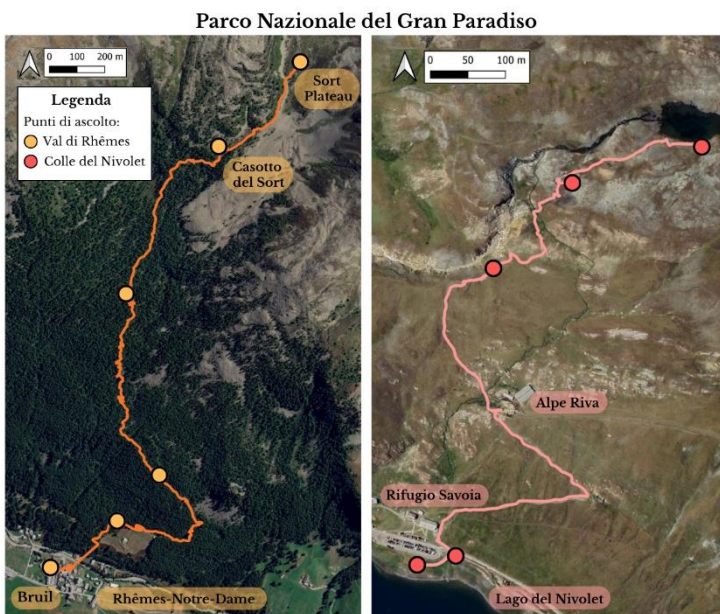 Parco Nazionale del Gran Paradiso
0 100 200 m
Legenda
Punti di ascolto:
Val di Rhêmes
Colle del Nivolet
Sort
Plateau
Casotto
del Sort
Bruil
Rhêmes-Notre-Dame
0 50 100 m
Alpe Riva
Rifugio Savoia
Lago del Nivolet